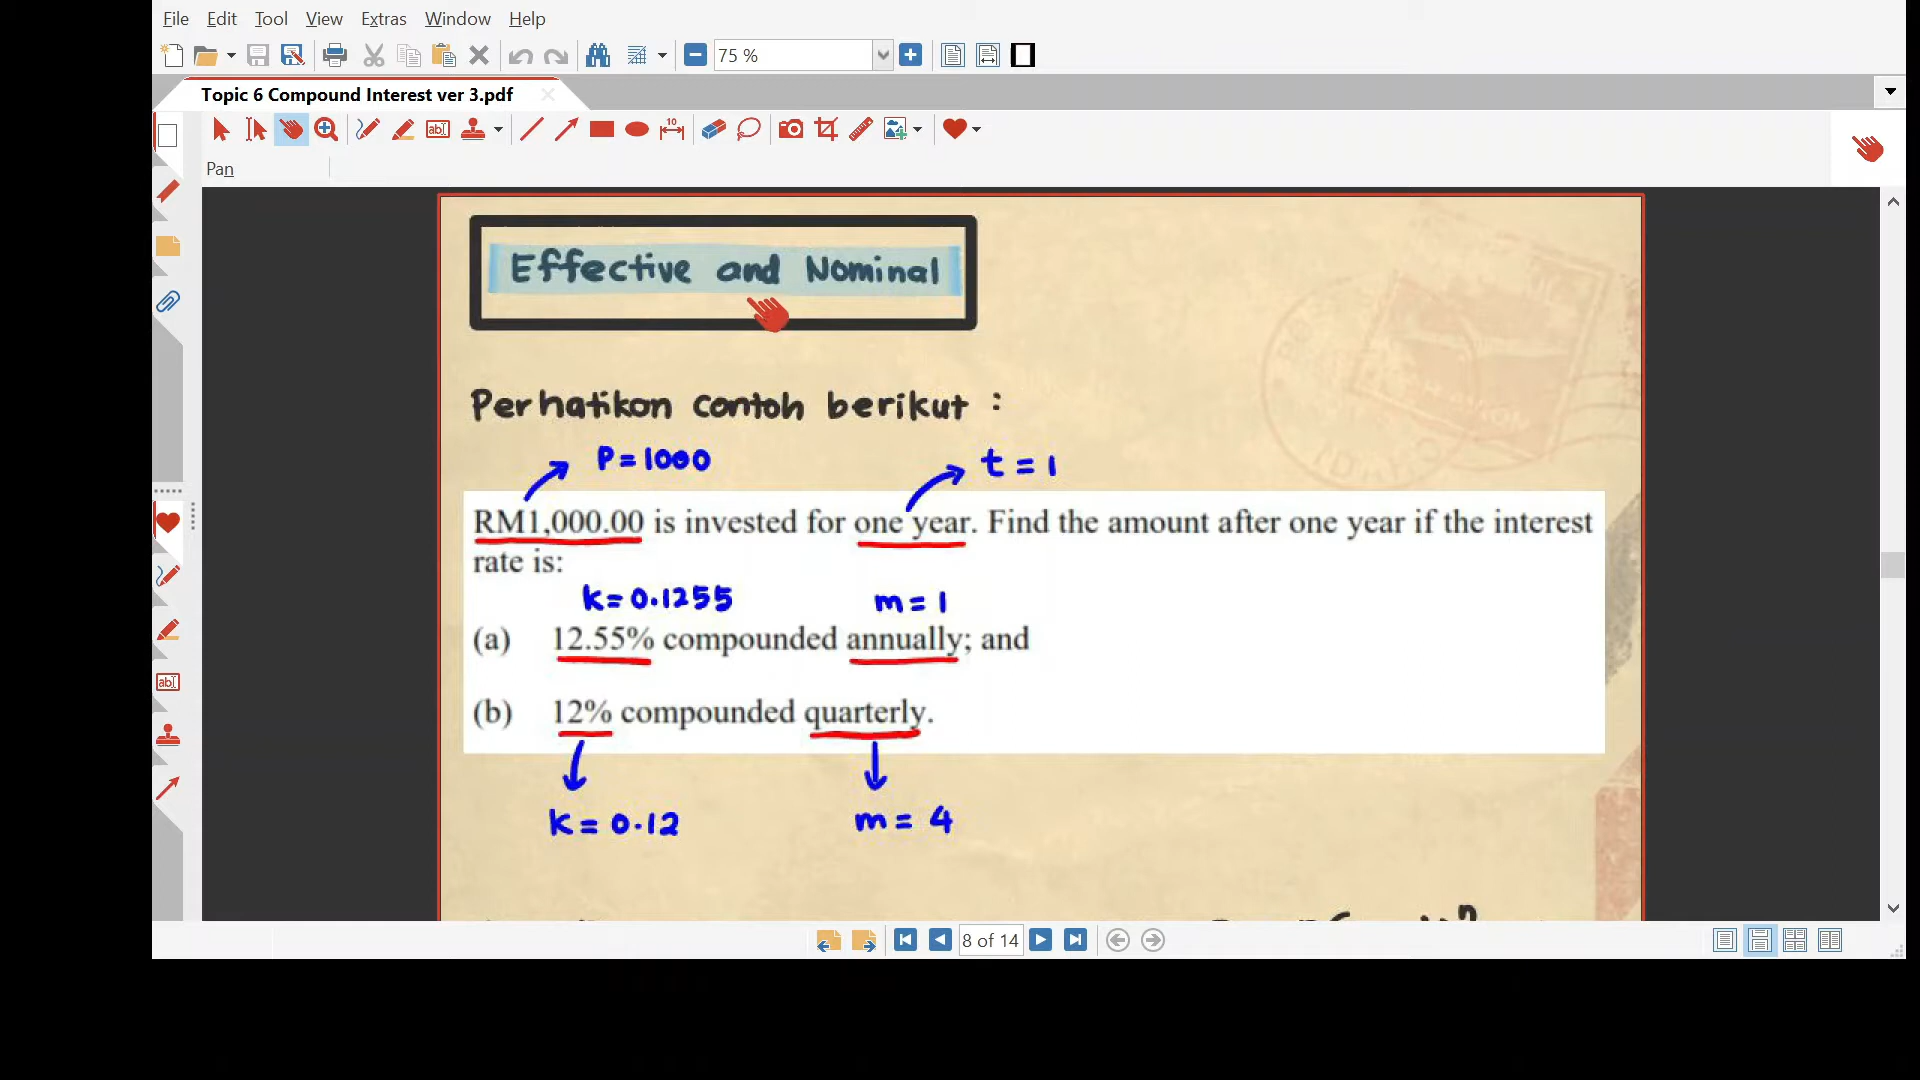 File Edit Tool View Extras Window Help
75 %
Topic 6 Compound Interest ver 3.pdf
Pan
Effective and Nominal
Perhatikan contoh berikut :
P = 1000
t = 1
RM1,000.00 is invested for one year. Find the amount after one year if the interest
rate is:
k = 0.1255
m = 1
(a) 12.55% compounded annually; and
(b) 12% compounded quarterly.
k = 0.12
m = 4
8 of 14